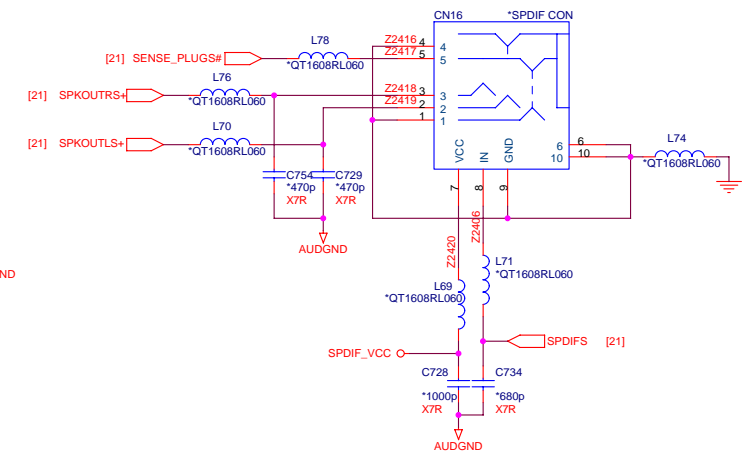 CN16 *SPDIF CON
L78
Z2416 4 4
Z2417 5 5
[21] SENSE_PLUGS#
*QT1608RL060
L76
[21] SPKOUTRS+
Z2418 3 3
*QT1608RL060
Z2419 2 2
1 1
L70
[21] SPKOUTLS+
*QT1608RL060
6 6
10 10
L74
*QT1608RL060
VCC IN GND
7 8 9
C754 C729
*470p *470p
X7R X7R
AUDGND
Z2420 Z2406
ND
L71
*QT1608RL060
L69
*QT1608RL060
SPDIFS [21]
SPDIF_VCC
C728 C734
*1000p *680p
X7R X7R
AUDGND